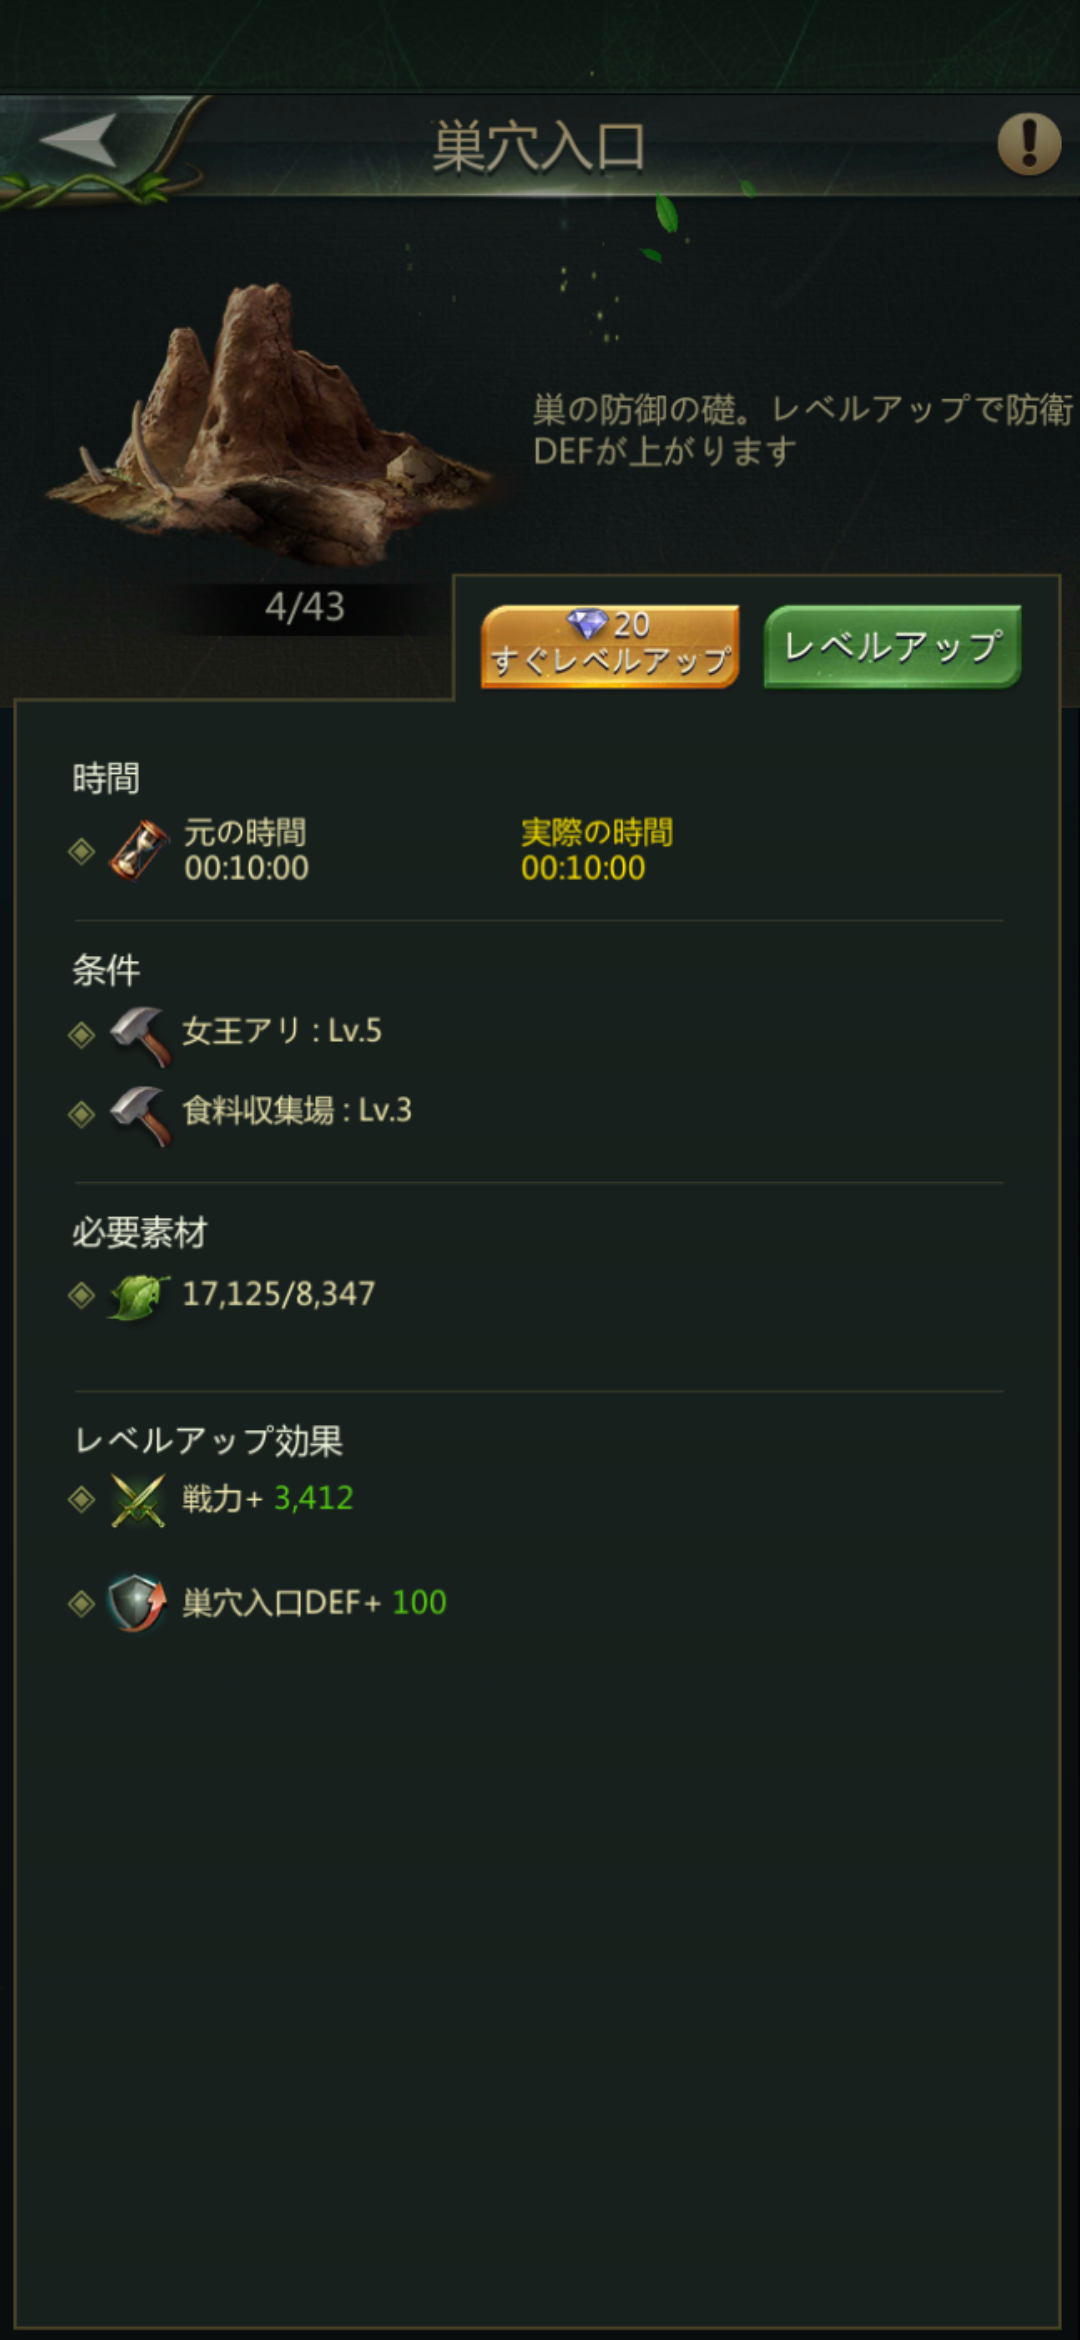 巣穴入口
巣の防御の礎。レベルアップで防衛
DEFが上がります
4/43
20
すぐレベルアップ
レベルアップ
時間
元の時間
00:10:00
実際の時間
00:10:00
条件
女王アリ : Lv.5
食料収集場 : Lv.3
必要素材
17,125/8,347
レベルアップ効果
戦力+ 3,412
巣穴入口DEF+ 100